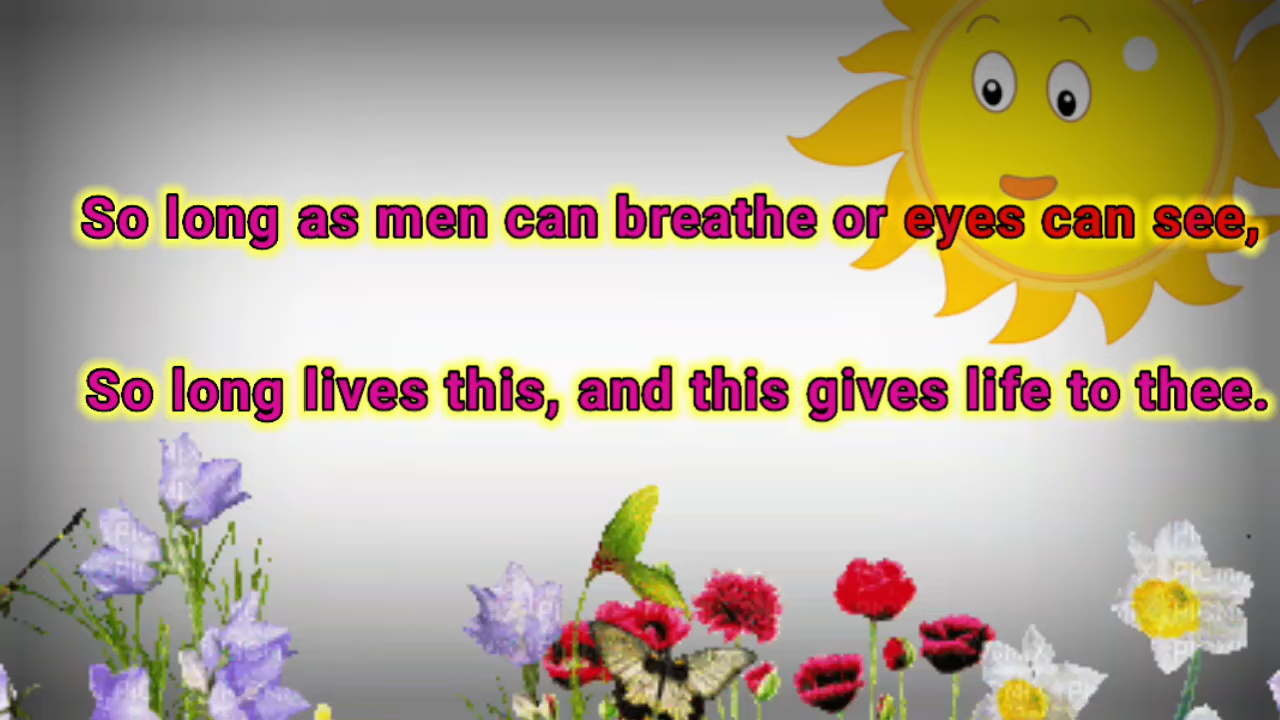 So long as men can breathe or eyes can see,
So long lives this, and this gives life to thee.